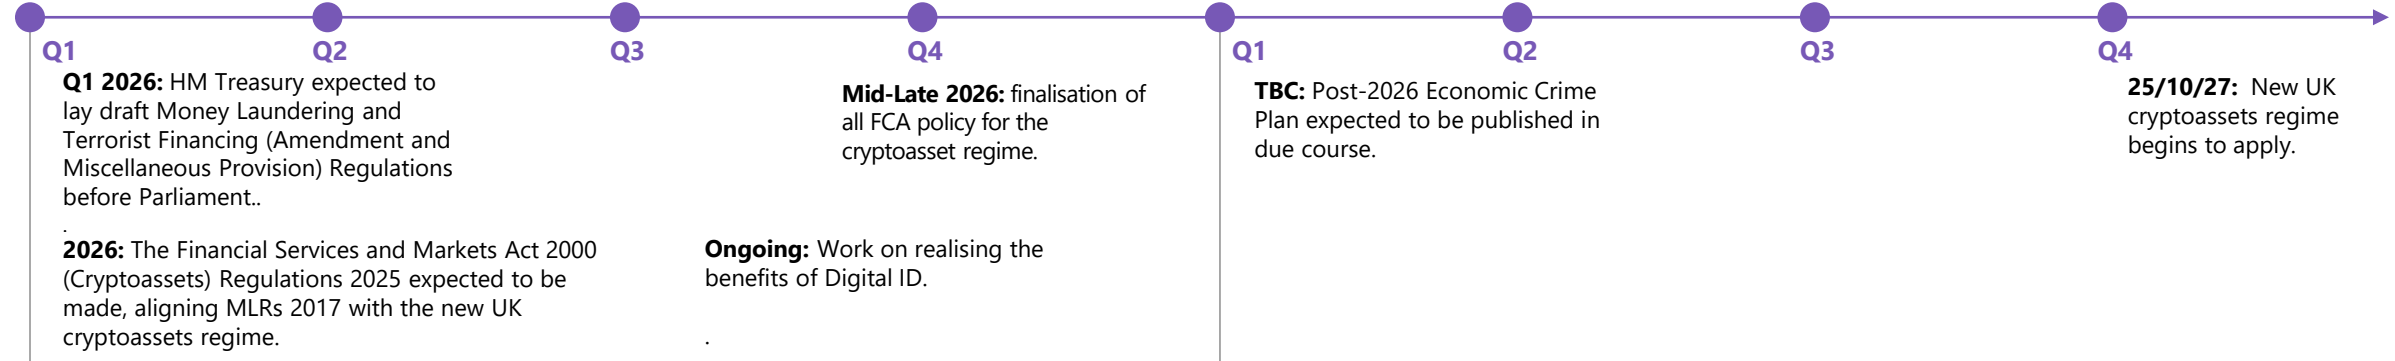 Q1
Q2
Q3
Q4
Q1
Q2
Q3
Q4
Q1 2026: HM Treasury expected to
lay draft Money Laundering and
Terrorist Financing (Amendment and
Miscellaneous Provision) Regulations
before Parliament..
.
2026: The Financial Services and Markets Act 2000
(Cryptoassets) Regulations 2025 expected to be
made, aligning MLRs 2017 with the new UK
cryptoassets regime.
Mid-Late 2026: finalisation of
all FCA policy for the
cryptoasset regime.
Ongoing: Work on realising the
benefits of Digital ID.
.
TBC: Post-2026 Economic Crime
Plan expected to be published in
due course.
25/10/27: New UK
cryptoassets regime
begins to apply.